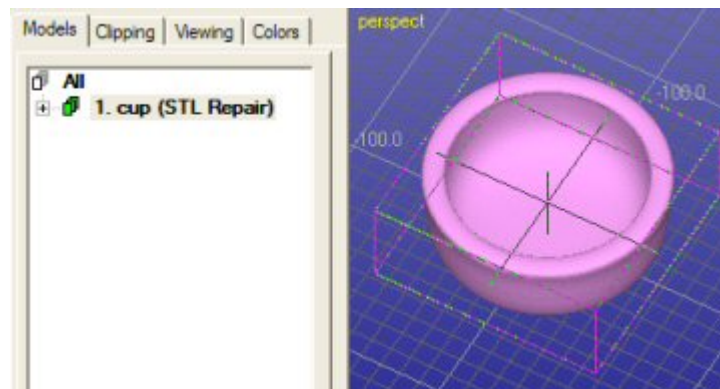 Models Clipping Viewing Colors
All
1. cup (STL Repair)
perspect
-100.0
-100.0